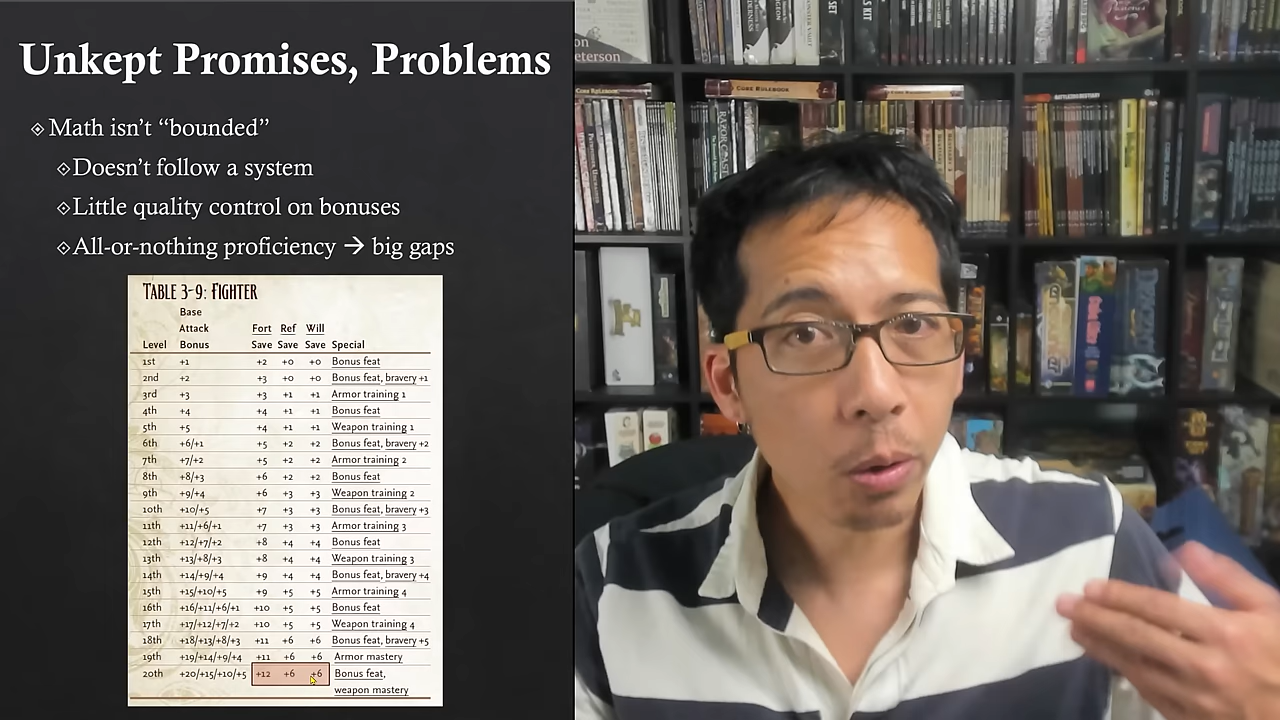 Unkept Promises, Problems
Math isn't “bounded”
Doesn't follow a system
Little quality control on bonuses
All-or-nothing proficiency → big gaps
TABLE 3–9: FIGHTER
Base
Attack Fort Ref Will
Level Bonus Save Save Save Special
1st +1 +2 +0 +0 Bonus feat
2nd +2 +3 +0 +0 Bonus feat, bravery +1
3rd +3 +3 +1 +1 Armor training 1
4th +4 +4 +1 +1 Bonus feat
5th +5 +4 +1 +1 Weapon training 1
6th +6/+1 +5 +2 +2 Bonus feat, bravery +2
7th +7/+2 +5 +2 +2 Armor training 2
8th +8/+3 +6 +2 +2 Bonus feat
9th +9/+4 +6 +3 +3 Weapon training 2
10th +10/+5 +7 +3 +3 Bonus feat, bravery +3
11th +11/+6/+1 +7 +3 +3 Armor training 3
12th +12/+7/+2 +8 +4 +4 Bonus feat
13th +13/+8/+3 +8 +4 +4 Weapon training 3
14th +14/+9/+4 +9 +4 +4 Bonus feat, bravery +4
15th +15/+10/+5 +9 +5 +5 Armor training 4
16th +16/+11/+6/+1 +10 +5 +5 Bonus feat
17th +17/+12/+7/+2 +10 +5 +5 Weapon training 4
18th +18/+13/+8/+3 +11 +6 +6 Bonus feat, bravery +5
19th +19/+14/+9/+4 +11 +6 +6 Armor mastery
20th +20/+15/+10/+5 +12 +6 +6 Bonus feat,
weapon mastery
on
eterson
CORE RULEBOOK
RAZOR COAST